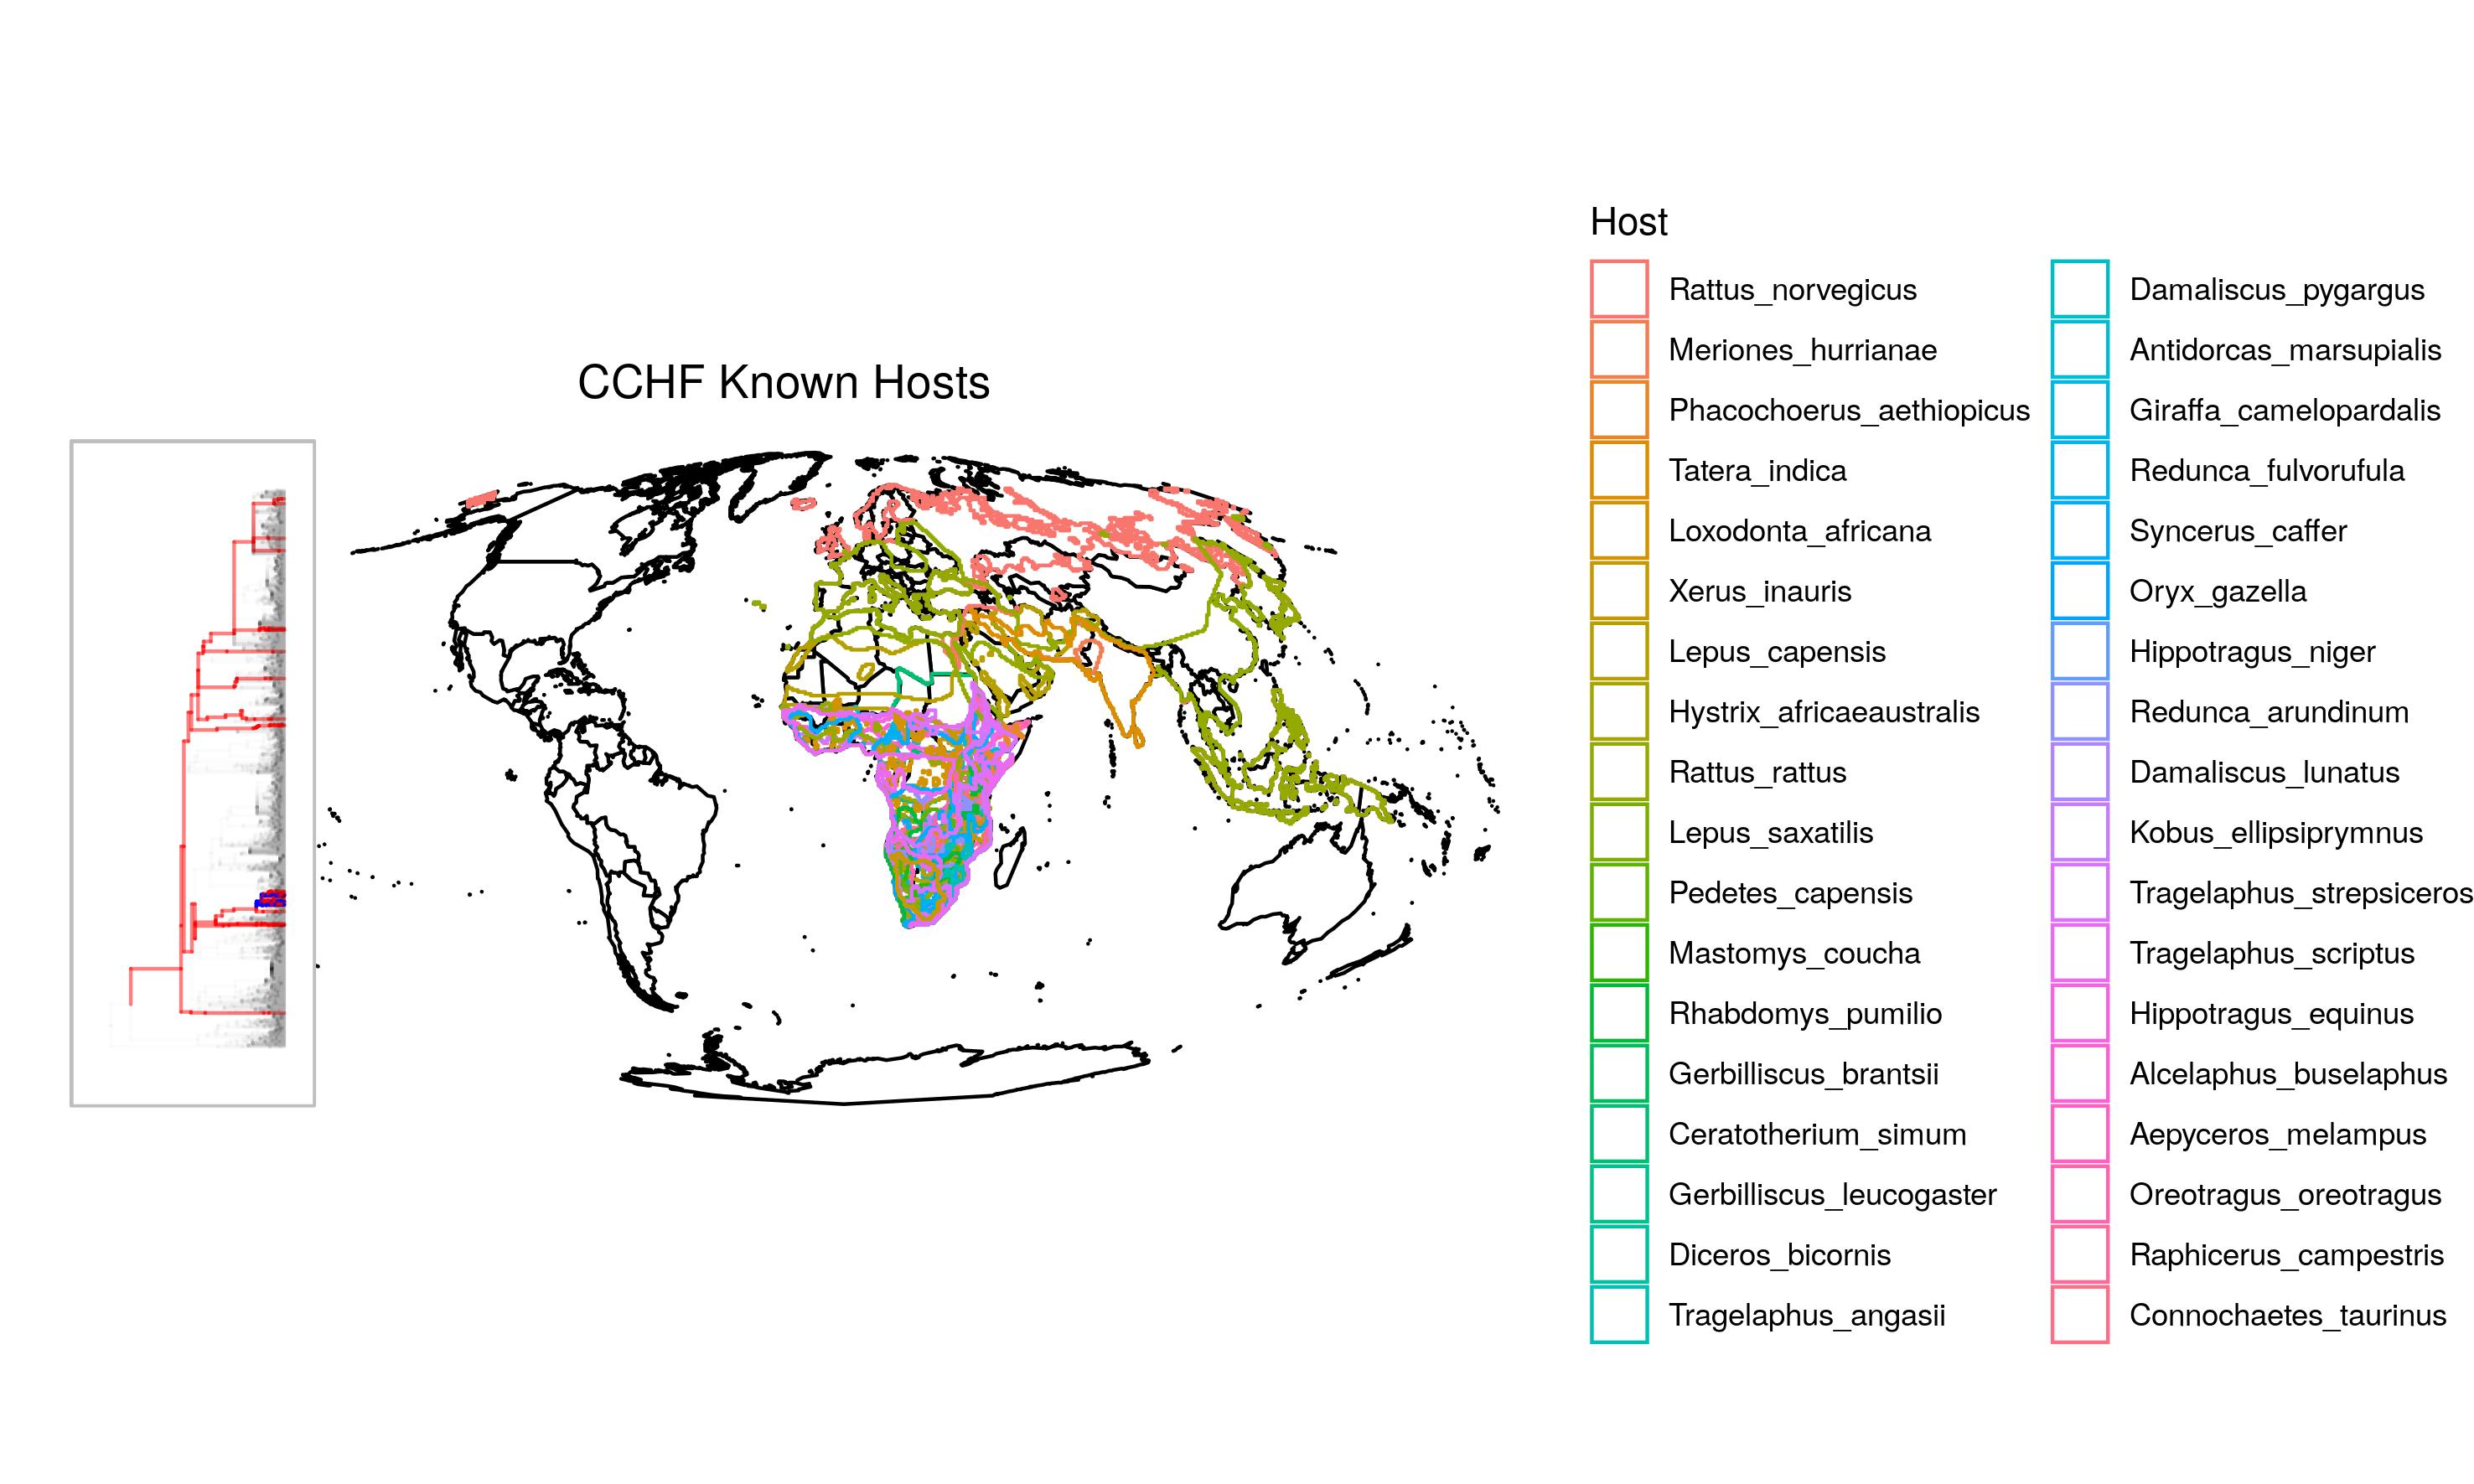 CCHF Known Hosts
Host
Rattus_norvegicus
Meriones_hurrianae
Phacochoerus_aethiopicus
Tatera_indica
Loxodonta_africana
Xerus_inauris
Lepus_capensis
Hystrix_africaeaustralis
Rattus_rattus
Lepus_saxatilis
Pedetes_capensis
Mastomys_coucha
Rhabdomys_pumilio
Gerbilliscus_brantsii
Ceratotherium_simum
Gerbilliscus_leucogaster
Diceros_bicornis
Tragelaphus_angasii
Damaliscus_pygargus
Antidorcas_marsupialis
Giraffa_camelopardalis
Redunca_fulvorufula
Syncerus_caffer
Oryx_gazella
Hippotragus_niger
Redunca_arundinum
Damaliscus_lunatus
Kobus_ellipsiprymnus
Tragelaphus_strepsiceros
Tragelaphus_scriptus
Hippotragus_equinus
Alcelaphus_buselaphus
Aepyceros_melampus
Oreotragus_oreotragus
Raphicerus_campestris
Connochaetes_taurinus